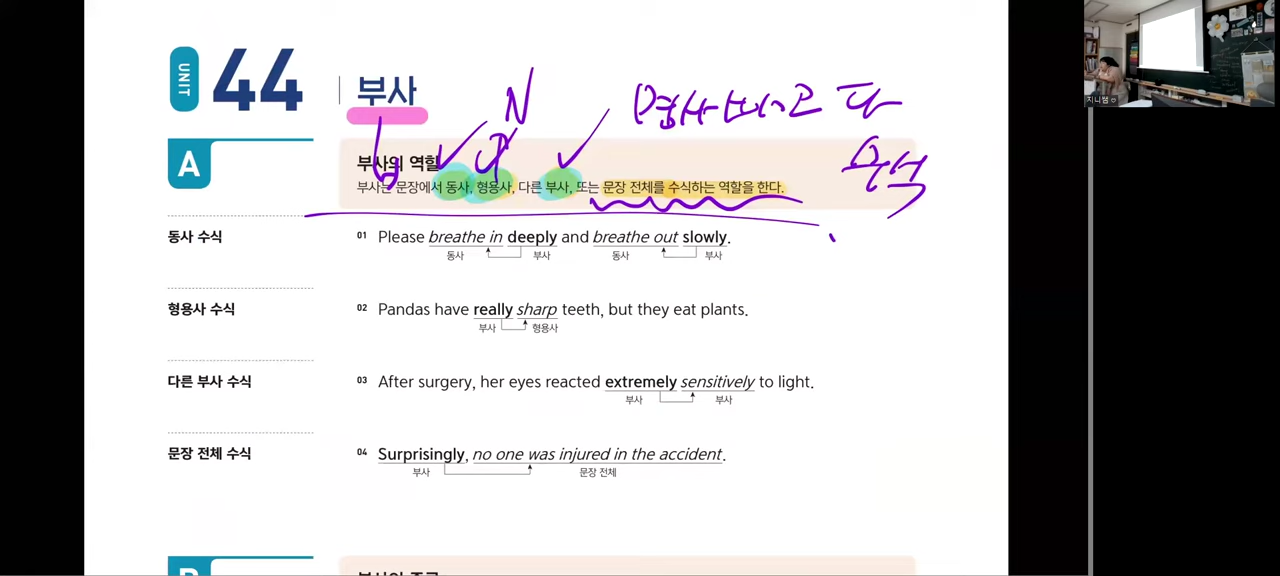 UNIT 44 부사
N 명사 빼고 다
수식
A 부사의 역할
부사는 문장에서 동사, 형용사, 다른 부사, 또는 문장 전체를 수식하는 역할을 한다.
동사 수식 01 Please breathe in deeply and breathe out slowly.
동사 부사 동사 부사
형용사 수식 02 Pandas have really sharp teeth, but they eat plants.
부사 형용사
다른 부사 수식 03 After surgery, her eyes reacted extremely sensitively to light.
부사 부사
문장 전체 수식 04 Surprisingly, no one was injured in the accident.
부사 문장 전체
지니쌤